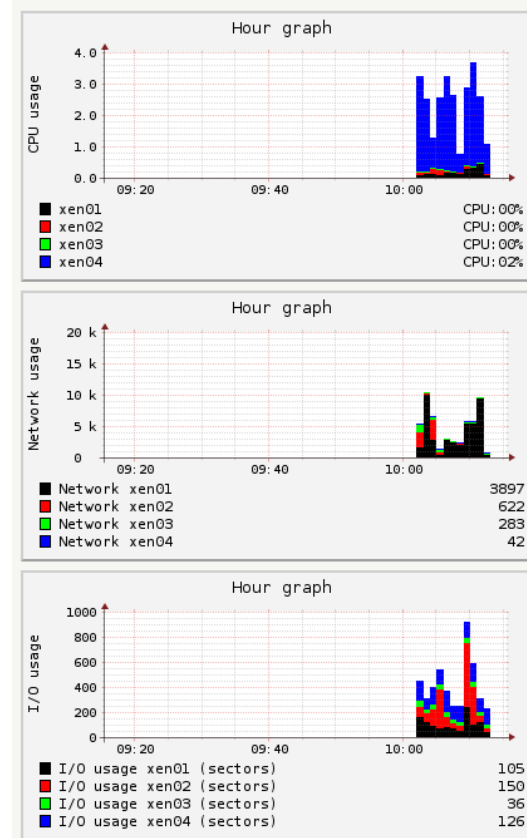 Hour graph
CPU usage
4.0
3.0
2.0
1.0
0.0
09:20 09:40 10:00
xen01 CPU:00%
xen02 CPU:00%
xen03 CPU:00%
xen04 CPU:02%
Hour graph
Network usage
20 k
15 k
10 k
5 k
0
09:20 09:40 10:00
Network xen01 3897
Network xen02 622
Network xen03 283
Network xen04 42
Hour graph
I/O usage
1000
800
600
400
200
0
09:20 09:40 10:00
I/O usage xen01 (sectors) 105
I/O usage xen02 (sectors) 150
I/O usage xen03 (sectors) 36
I/O usage xen04 (sectors) 126